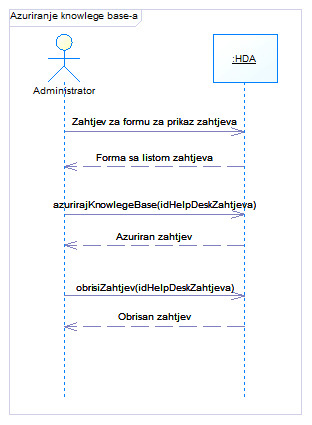 Azuriranje knowlege base-a
:HDA
Administrator
Zahtjev za formu za prikaz zahtjeva
Forma sa listom zahtjeva
azurirajKnowlegeBase(idHelpDeskZahtjeva)
Azuriran zahtjev
obrisiZahtjev(idHelpDeskZahtjeva)
Obrisan zahtjev